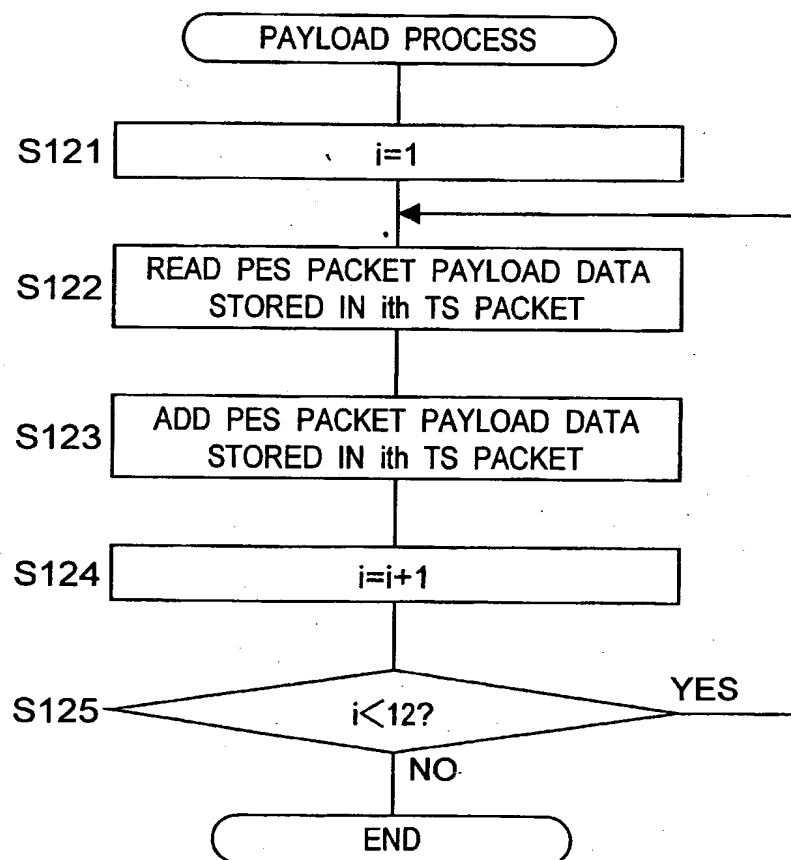 PAYLOAD PROCESS
S121
i=1
S122
READ PES PACKET PAYLOAD DATA
STORED IN ith TS PACKET
S123
ADD PES PACKET PAYLOAD DATA
STORED IN ith TS PACKET
S124
i=i+1
S125
i<12?
YES
NO
END